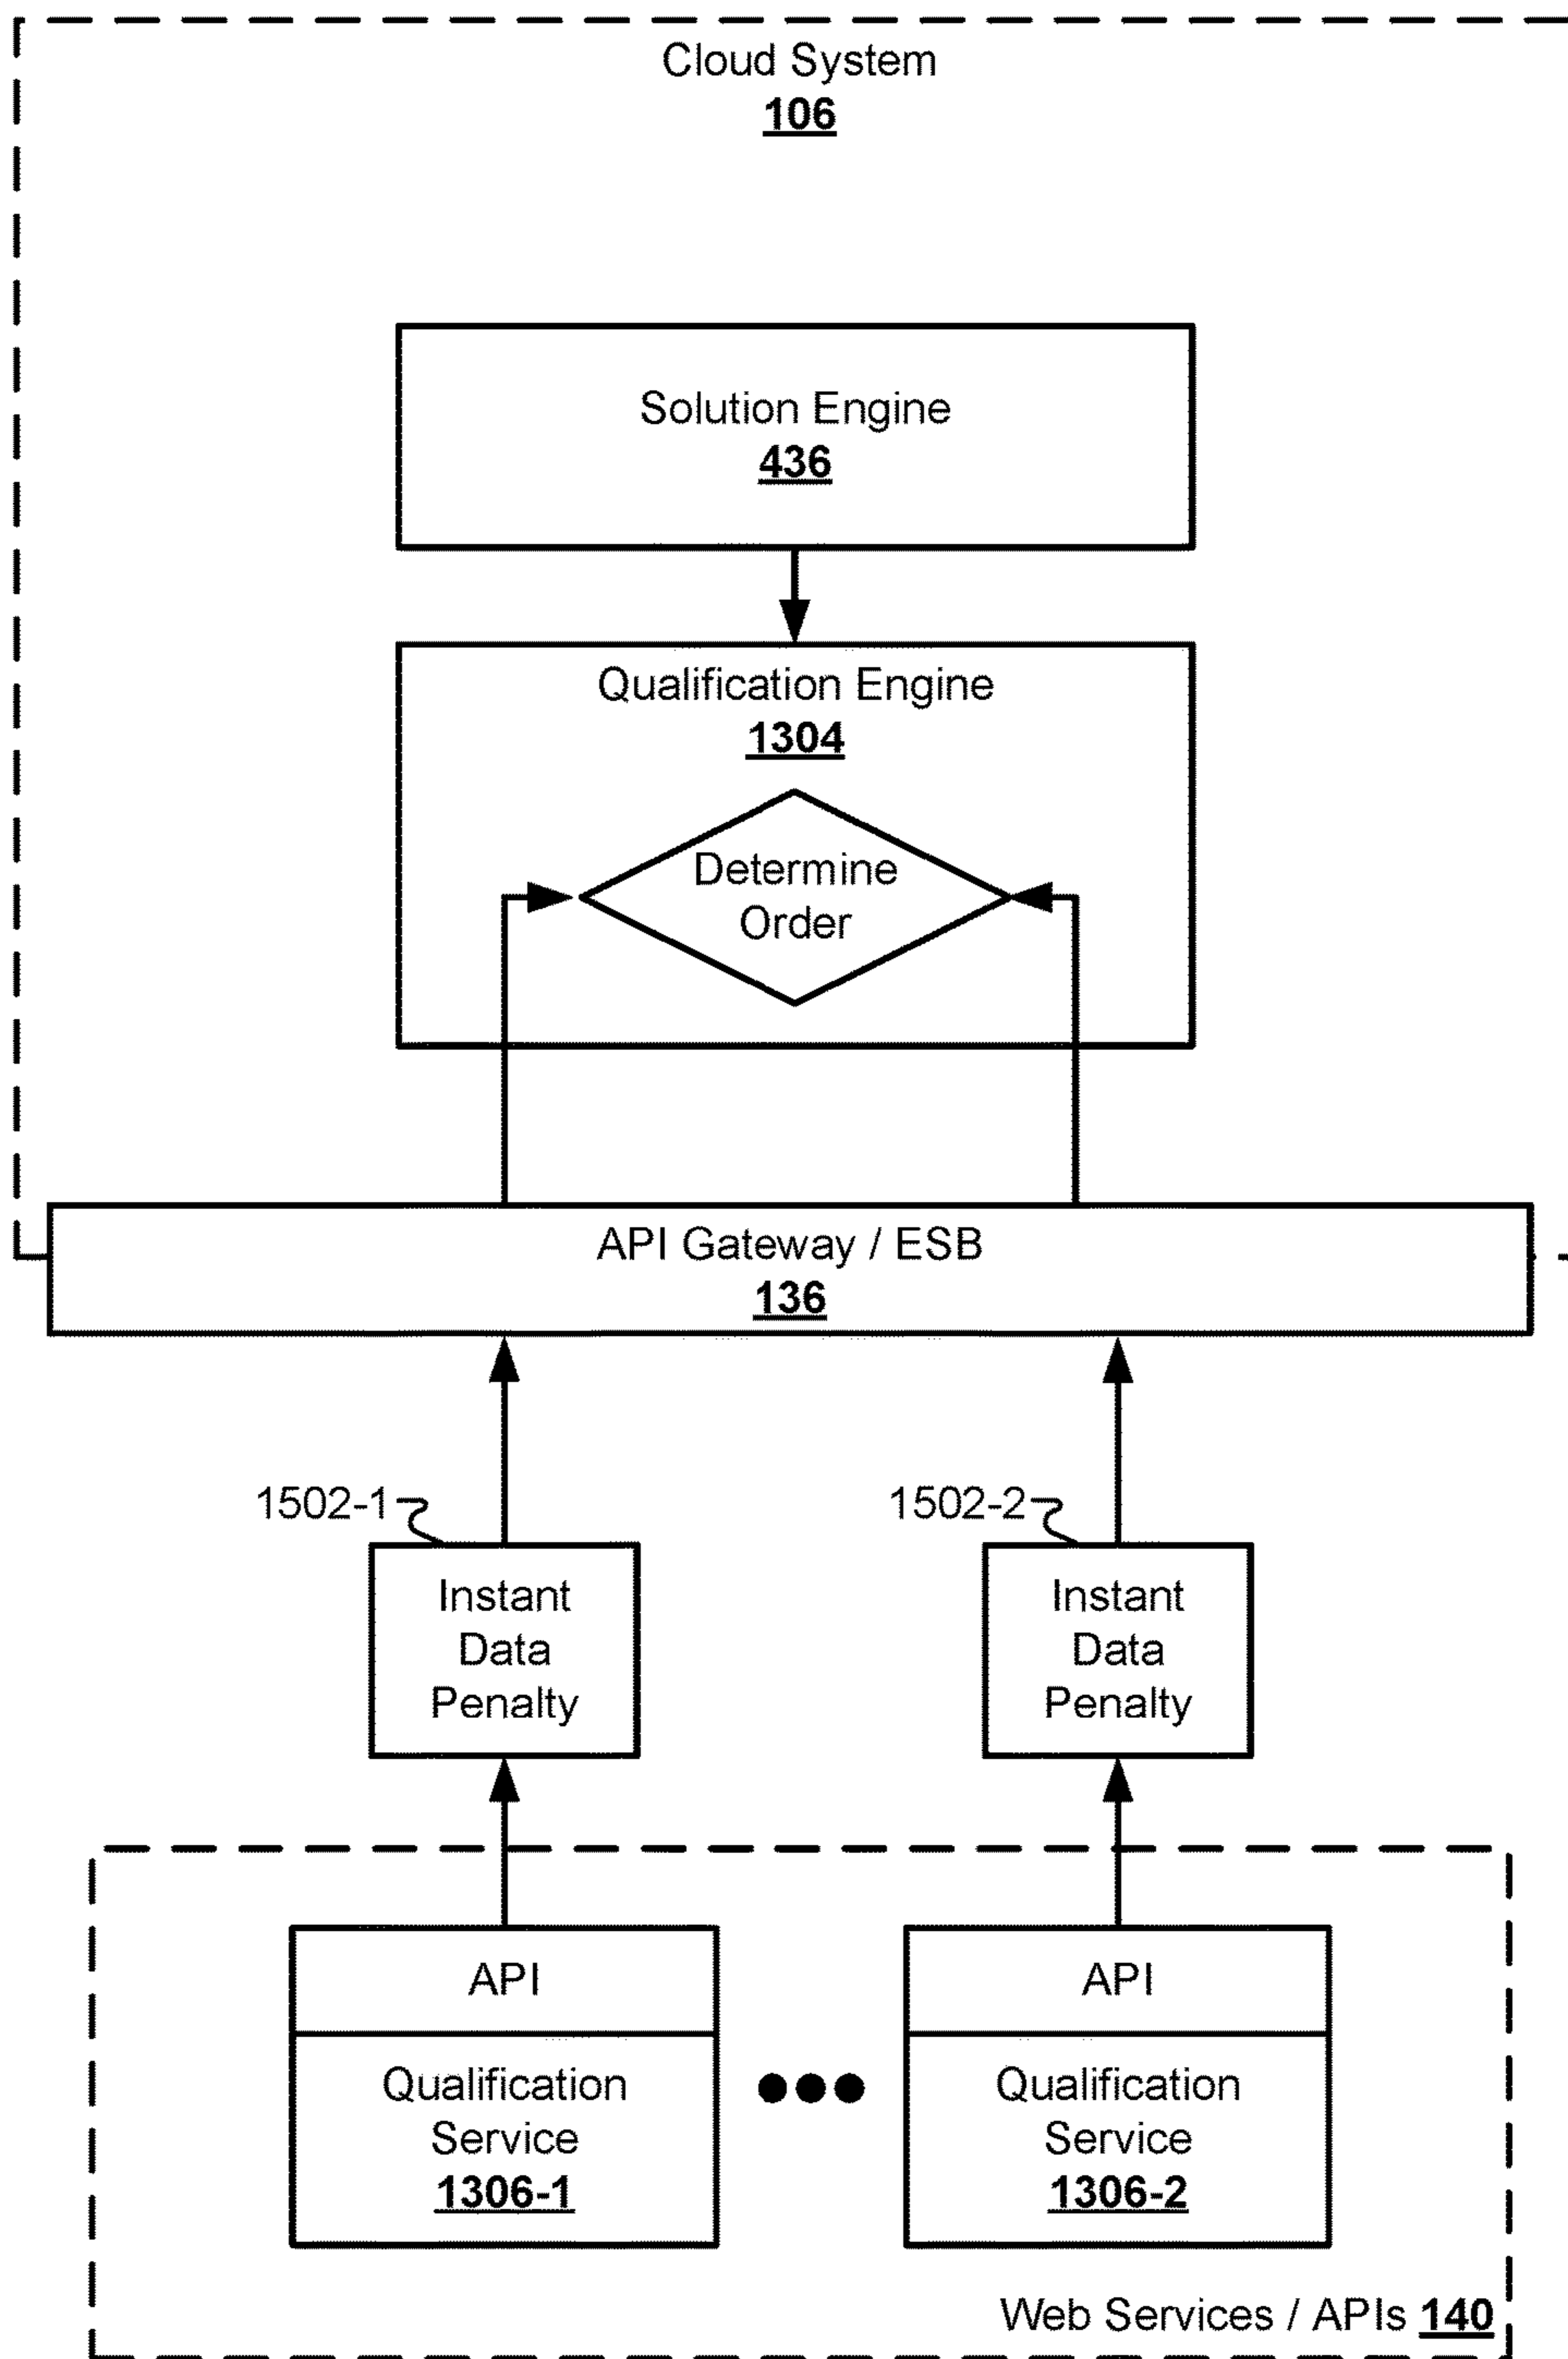 Cloud System
106
Solution Engine
436
Qualification Engine
1304
Determine
Order
API Gateway / ESB
136
1502-1
1502-2
Instant
Data
Penalty
Instant
Data
Penalty
API
API
Qualification
Service
1306-1
Qualification
Service
1306-2
Web Services / APIs 140